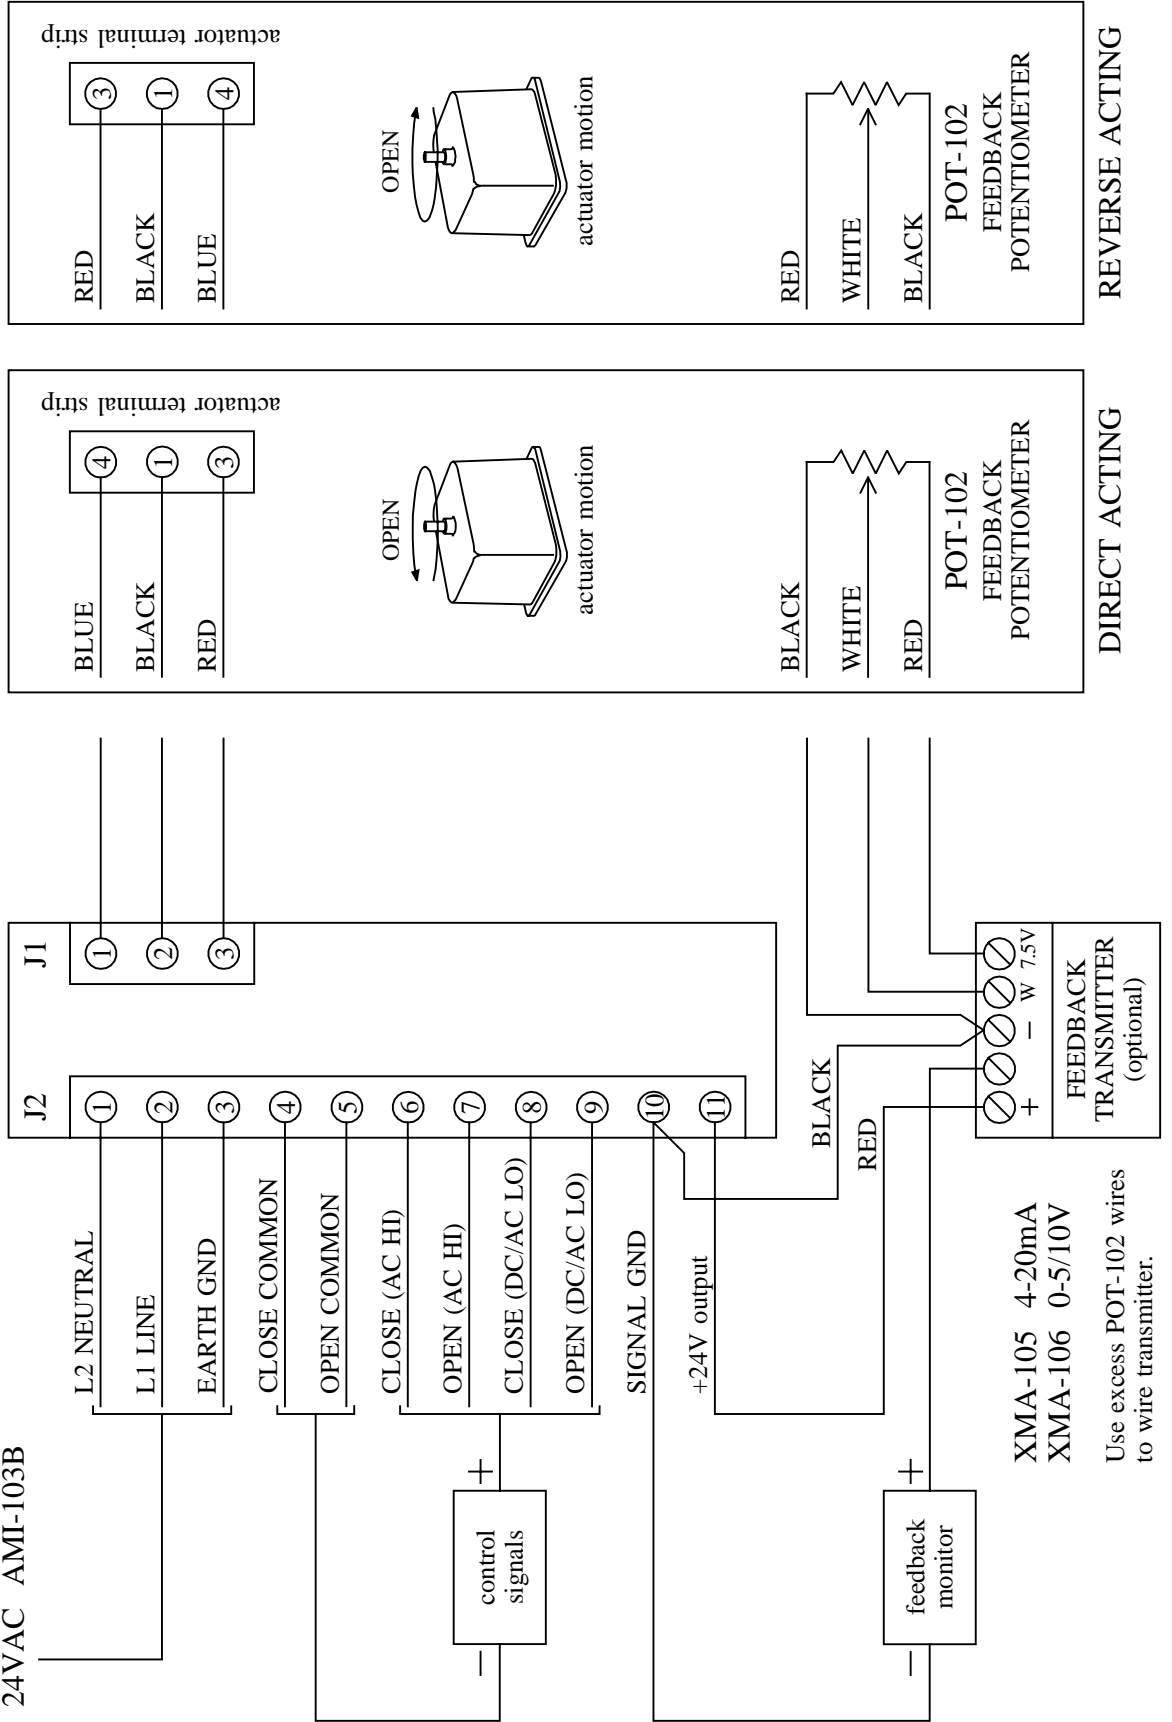 24VAC AMI-103B
L2 NEUTRAL
L1 LINE
EARTH GND
CLOSE COMMON
OPEN COMMON
CLOSE (AC HI)
OPEN (AC HI)
CLOSE (DC/AC LO)
OPEN (DC/AC LO)
SIGNAL GND
+24V output
J2
1
2
3
4
5
6
7
8
9
10
11
J1
1
2
3
+
control
signals
−
+
feedback
monitor
−
BLACK
RED
+
−
W
7.5V
FEEDBACK
TRANSMITTER
(optional)
XMA-105 4-20mA
XMA-106 0-5/10V
Use excess POT-102 wires
to wire transmitter.
actuator terminal strip
4
1
3
BLUE
BLACK
RED
OPEN
actuator motion
BLACK
WHITE
RED
POT-102
FEEDBACK
POTENTIOMETER
DIRECT ACTING
actuator terminal strip
3
1
4
RED
BLACK
BLUE
OPEN
actuator motion
RED
WHITE
BLACK
POT-102
FEEDBACK
POTENTIOMETER
REVERSE ACTING